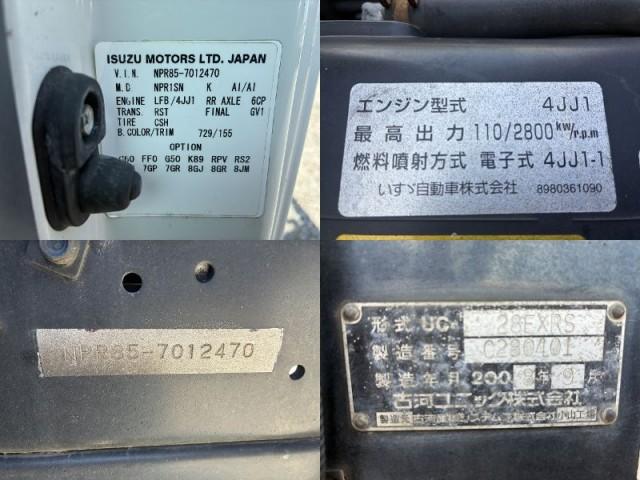 ISUZU MOTORS LTD. JAPAN
V.I.N. NPR85-7012470
M.D NPR1SN K AI/AI
ENGINE LFB/4JJ1 RR AXLE 6CP
TRANS. RST FINAL GV1
TIRE CSH
B.COLOR/TRIM 729/155
OPTION
FFO G50 K89 RPV RS2
7GP 7GR 8GJ 8GR 8JM
エンジン型式 4JJ1
最高出力 110/2800 kw/r.p.m
燃料噴射方式 電子式 4JJ1-1
いすゞ自動車株式会社 8980361090
NPR85-7012470
形式 UC- 28EXRS
製造番号 C280401
製造年月 2009年9月
古河ユニック株式会社